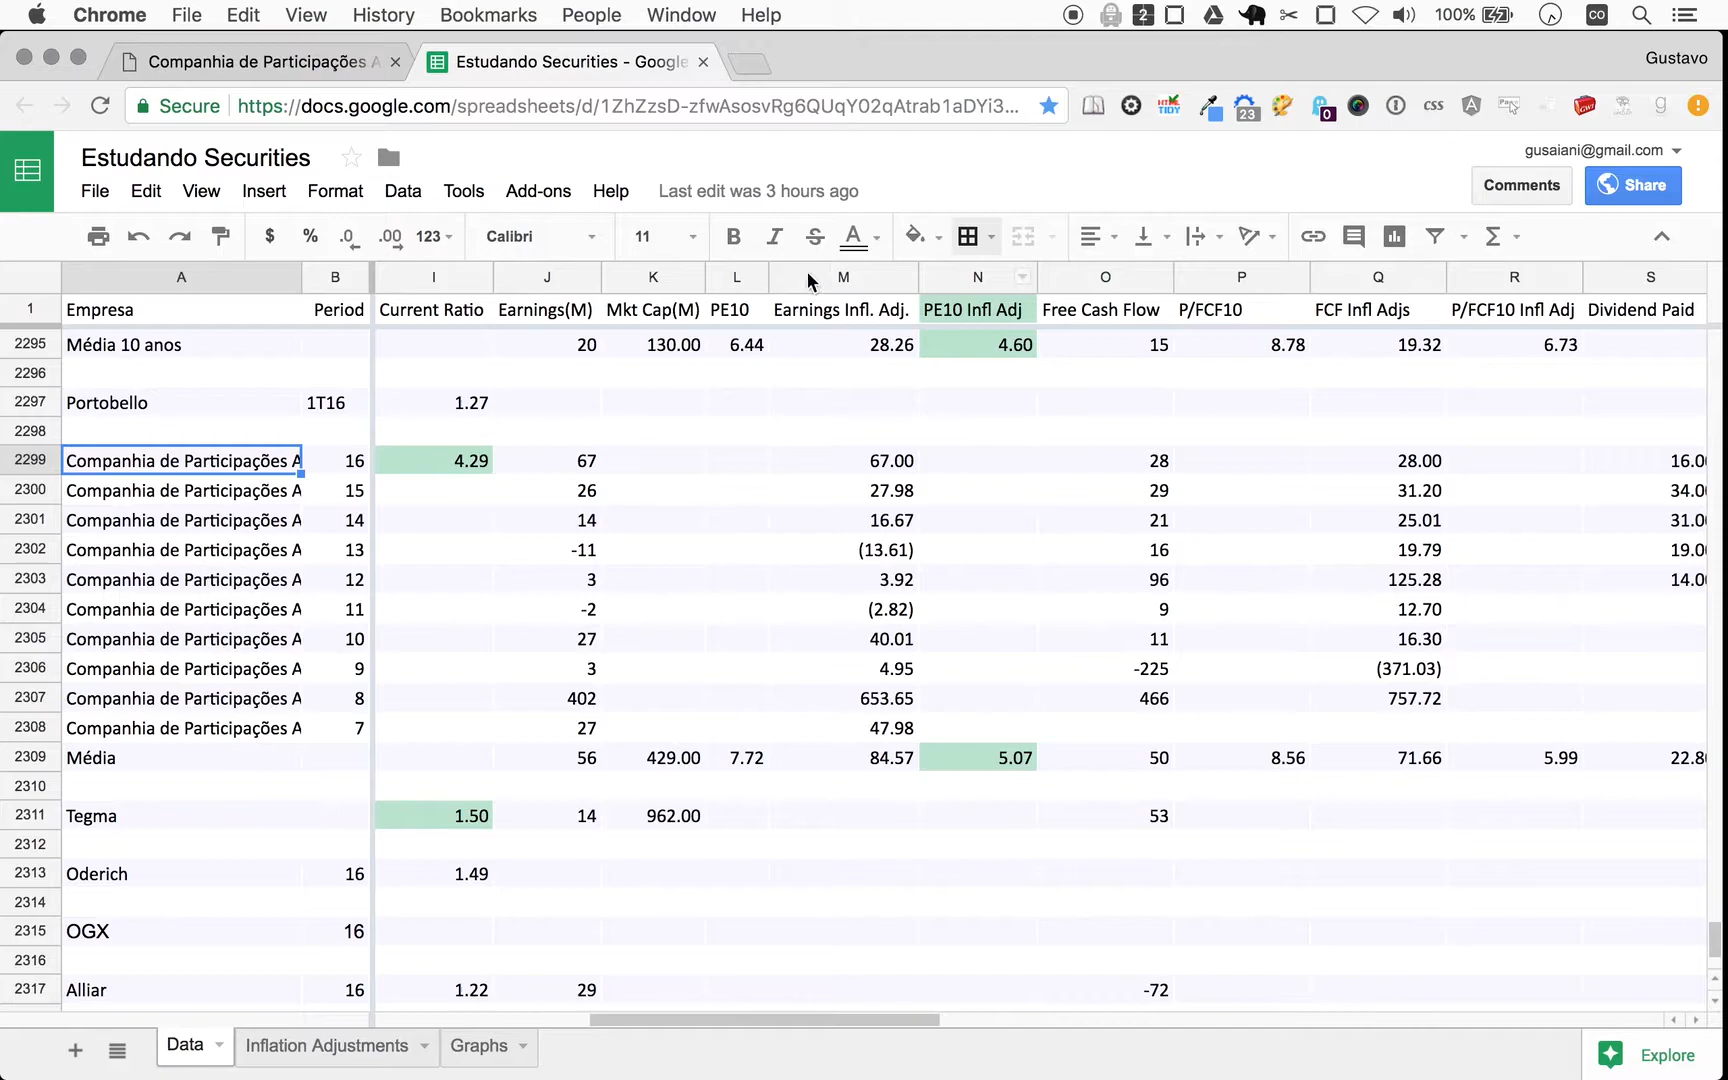 Chrome File Edit View History Bookmarks People Window Help 2 100% CO
Companhia de Participações A Estudando Securities - Google Gustavo
Secure https://docs.google.com/spreadsheets/d/1ZhZzsD-zfwAsosvRg6QUqY02qAtrab1aDYi3... HTML TIDY 23 0 CSS g
Estudando Securities gusaiani@gmail.com
File Edit View Insert Format Data Tools Add-ons Help Last edit was 3 hours ago Comments Share
$ % .0 .00 123 Calibri 11 B I S A
A B I J K L M N O P Q R S
1 Empresa Period Current Ratio Earnings(M) Mkt Cap(M) PE10 Earnings Infl. Adj. PE10 Infl Adj Free Cash Flow P/FCF10 FCF Infl Adjs P/FCF10 Infl Adj Dividend Paid
2295 Média 10 anos 20 130.00 6.44 28.26 4.60 15 8.78 19.32 6.73
2296
2297 Portobello 1T16 1.27
2298
2299 Companhia de Participações A 16 4.29 67 67.00 28 28.00 16.0
2300 Companhia de Participações A 15 26 27.98 29 31.20 34.0
2301 Companhia de Participações A 14 14 16.67 21 25.01 31.0
2302 Companhia de Participações A 13 -11 (13.61) 16 19.79 19.0
2303 Companhia de Participações A 12 3 3.92 96 125.28 14.0
2304 Companhia de Participações A 11 -2 (2.82) 9 12.70
2305 Companhia de Participações A 10 27 40.01 11 16.30
2306 Companhia de Participações A 9 3 4.95 -225 (371.03)
2307 Companhia de Participações A 8 402 653.65 466 757.72
2308 Companhia de Participações A 7 27 47.98
2309 Média 56 429.00 7.72 84.57 5.07 50 8.56 71.66 5.99 22.8
2310
2311 Tegma 1.50 14 962.00 53
2312
2313 Oderich 16 1.49
2314
2315 OGX 16
2316
2317 Alliar 16 1.22 29 -72
Data Inflation Adjustments Graphs Explore